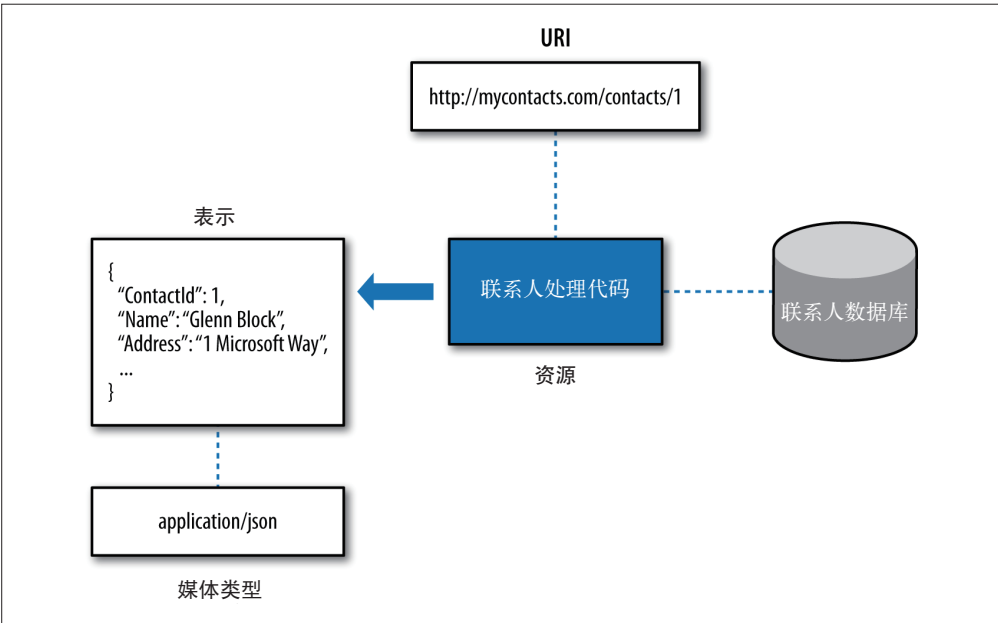 URI
http://mycontacts.com/contacts/1
表示
{
“ContactId”: 1,
“Name”: “Glenn Block”,
“Address”: “1 Microsoft Way”,
...
}
联系人处理代码
联系人数据库
资源
application/json
媒体类型